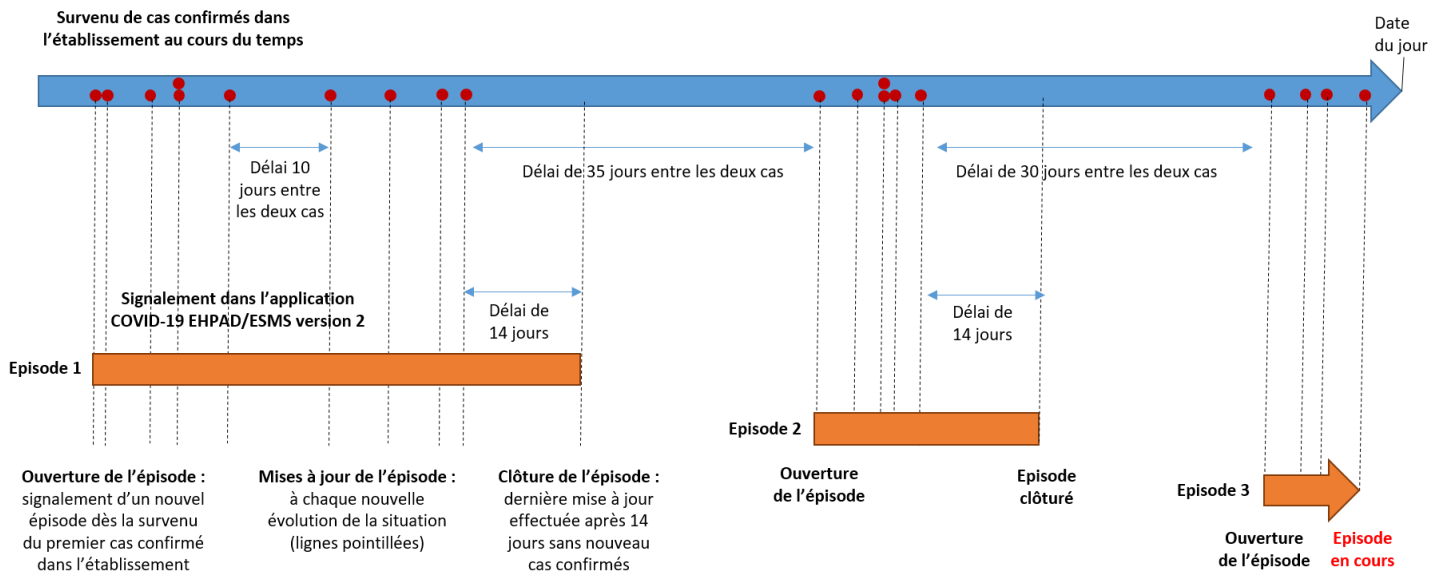 Survenu de cas confirmés dans
l’établissement au cours du temps
Date
du jour
Délai 10
jours entre
les deux cas
Délai de 35 jours entre les deux cas
Délai de 30 jours entre les deux cas
Signalement dans l’application
COVID-19 EHPAD/ESMS version 2
Délai de
14 jours
Délai de
14 jours
Episode 1
Episode 2
Episode 3
Ouverture de l’épisode :
signalement d’un nouvel
épisode dès la survenu
du premier cas confirmé
dans l’établissement
Mises à jour de l’épisode :
à chaque nouvelle
évolution de la situation
(lignes pointillées)
Clôture de l’épisode :
dernière mise à jour
effectuée après 14
jours sans nouveau
cas confirmés
Ouverture
de l’épisode
Episode
clôturé
Ouverture
de l’épisode
Episode
en cours